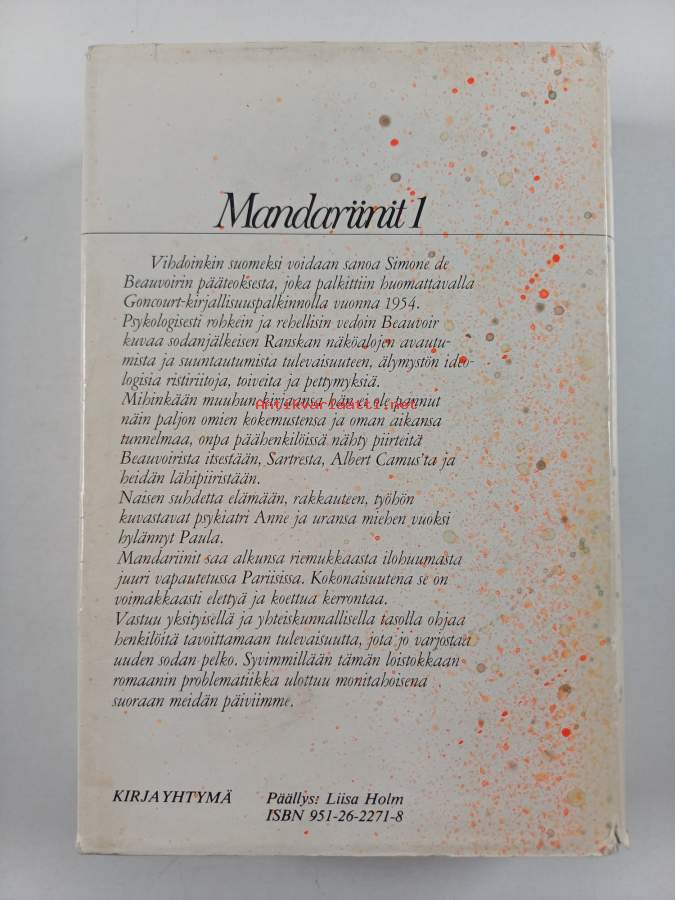 Mandariinit 1
Vihdoinkin suomeksi voidaan sanoa Simone de
Beauvoirin pääteoksesta, joka palkittiin huomattavalla
Goncourt-kirjallisuuspalkinnolla vuonna 1954.
Psykologisesti rohkein ja rehellisin vedoin Beauvoir
kuvaa sodanjälkeisen Ranskan näköalojen avautu-
mista ja suuntautumista tulevaisuuteen, älymystön ideo-
logisia ristiriitoja, toiveita ja pettymyksiä.
Mihinkään muuhun kirjaansa hän ei ole pannut
Antikvariaatti.net
näin paljon omien kokemustensa ja oman aikansa
tunnelmaa, onpa päähenkilöissä nähty piirteitä
Beauvoirista itsestään, Sartresta, Albert Camus'ta ja
heidän lähipiiristään.
Naisen suhdetta elämään, rakkauteen, työhön
kuvastavat psykiatri Anne ja uransa miehen vuoksi
hylännyt Paula.
Mandariinit saa alkunsa riemukkaasta ilohuumasta
juuri vapautetussa Pariisissa. Kokonaisuutena se on
voimakkaasti elettyä ja koettua kerrontaa.
Vastuu yksityisellä ja yhteiskunnallisella tasolla ohjaa
henkilöitä tavoittamaan tulevaisuutta, jota jo varjostaa
uuden sodan pelko. Syvimmillään tämän loistokkaan
romaanin problematiikka ulottuu monitahoisena
suoraan meidän päiviimme.
KIRJAYHTYMÄ
Päällys: Liisa Holm
ISBN 951-26-2271-8